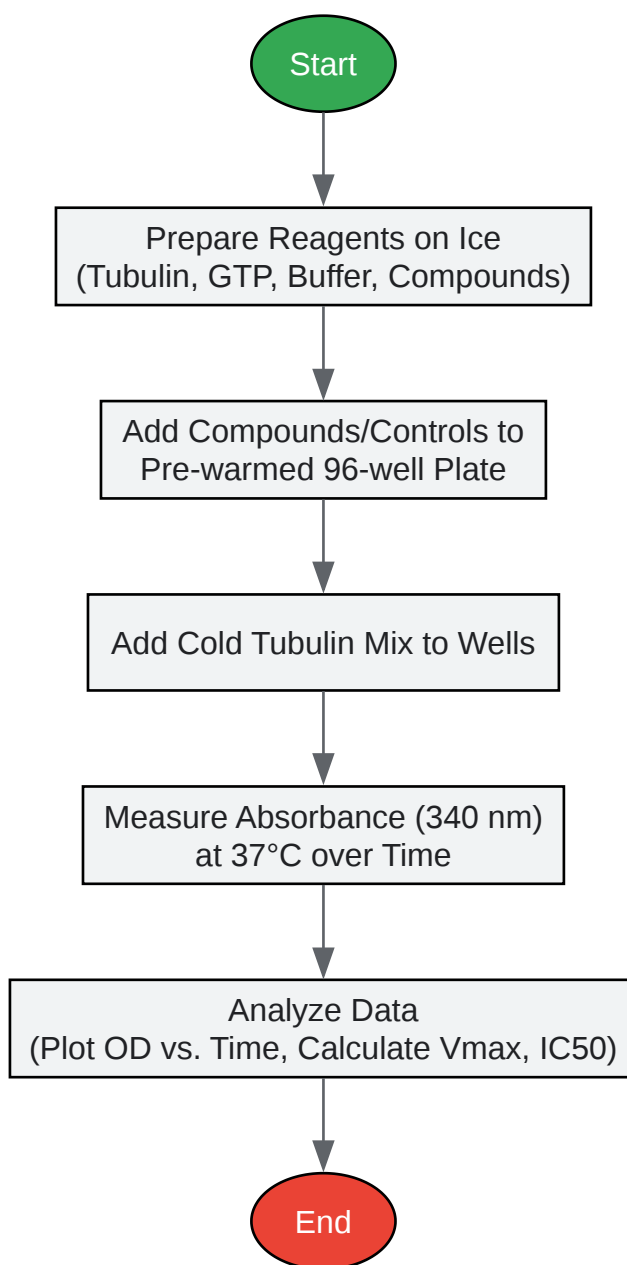 Start
Prepare Reagents on Ice
(Tubulin, GTP, Buffer, Compounds)
Add Compounds/Controls to
Pre-warmed 96-well Plate
Add Cold Tubulin Mix to Wells
Measure Absorbance (340 nm)
at 37°C over Time
Analyze Data
(Plot OD vs. Time, Calculate Vmax, IC50)
End